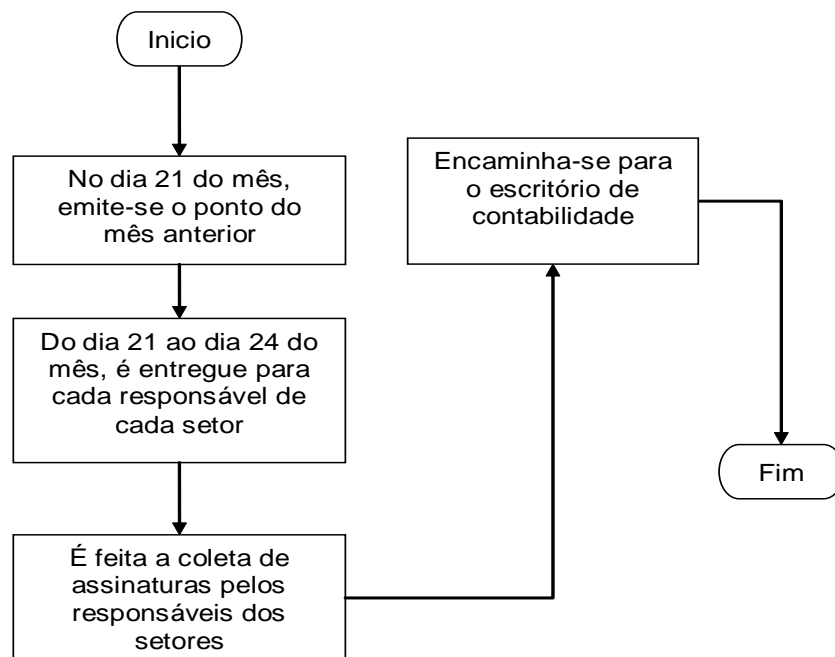 Inicio
No dia 21 do mês,
emite-se o ponto do
mês anterior
Do dia 21 ao dia 24 do
mês, é entregue para
cada responsável de
cada setor
É feita a coleta de
assinaturas pelos
responsáveis dos
setores
Encaminha-se para
o escritório de
contabilidade
Fim